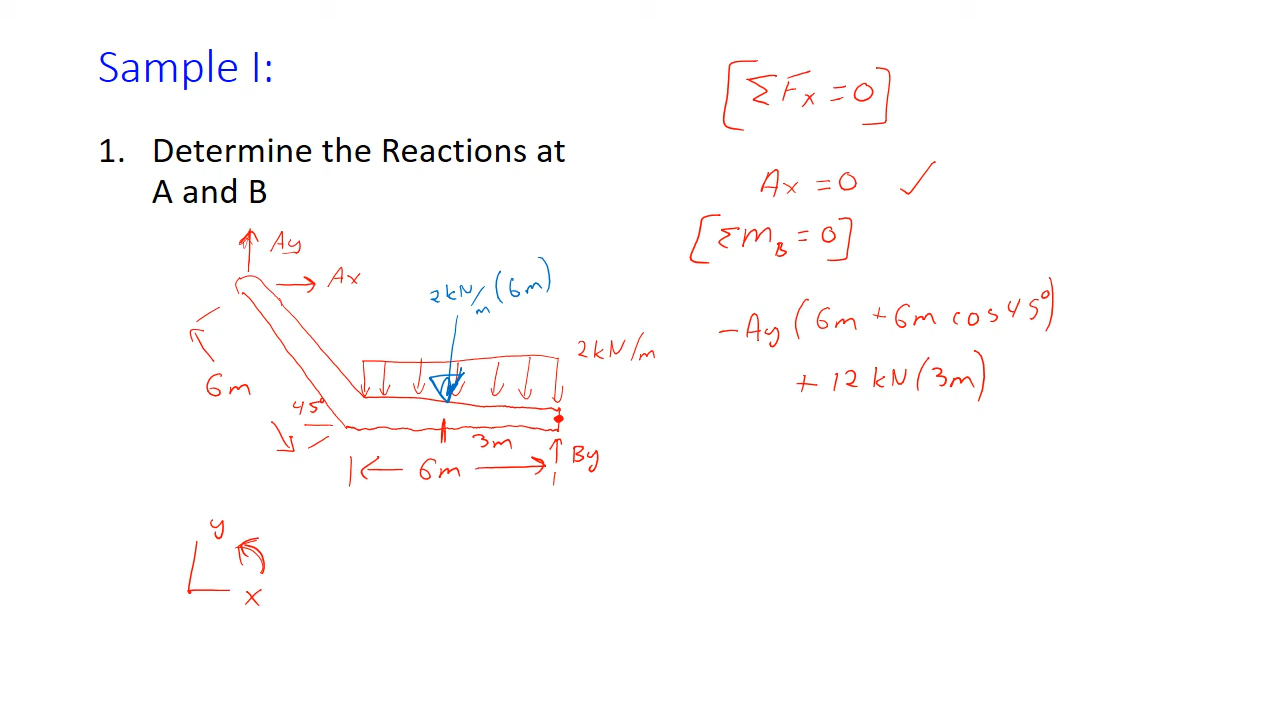 Sample I:
1. Determine the Reactions at
A and B
Ay
Ax
2kN/m (6m)
2kN/m
6m
45°
3m
6m
By
y
x
[ΣFx = 0]
Ax = 0 ✓
[ΣmB = 0]
-Ay (6m + 6m cos 45°)
+ 12 kN (3m)